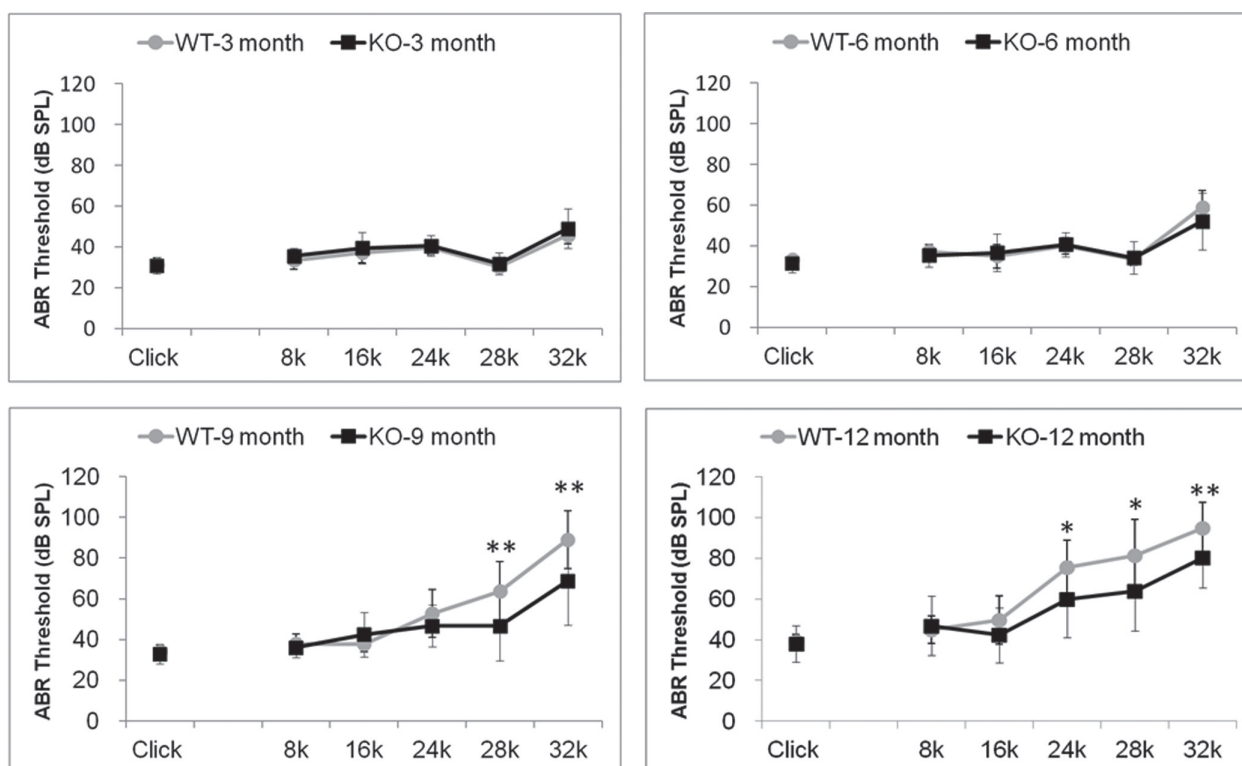 WT-3 month KO-3 month
ABR Threshold (dB SPL)
120
100
80
60
40
20
0
Click 8k 16k 24k 28k 32k
WT-6 month KO-6 month
ABR Threshold (dB SPL)
120
100
80
60
40
20
0
Click 8k 16k 24k 28k 32k
WT-9 month KO-9 month
ABR Threshold (dB SPL)
120
100
80
60
40
20
0
** **
Click 8k 16k 24k 28k 32k
WT-12 month KO-12 month
ABR Threshold (dB SPL)
120
100
80
60
40
20
0
* * **
Click 8k 16k 24k 28k 32k